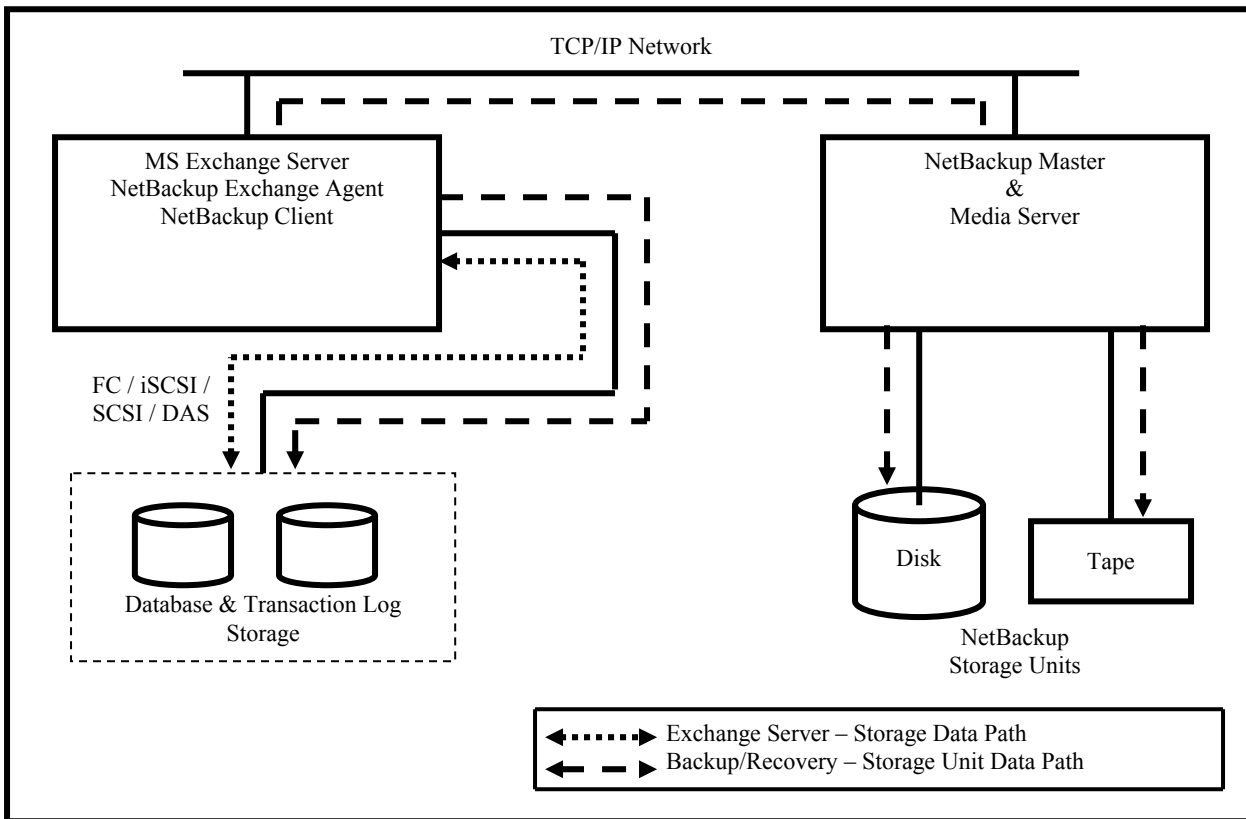 TCP/IP Network
MS Exchange Server
NetBackup Exchange Agent
NetBackup Client
NetBackup Master
&
Media Server
FC / iSCSI /
SCSI / DAS
Database & Transaction Log
Storage
Disk
Tape
NetBackup
Storage Units
Exchange Server – Storage Data Path
Backup/Recovery – Storage Unit Data Path